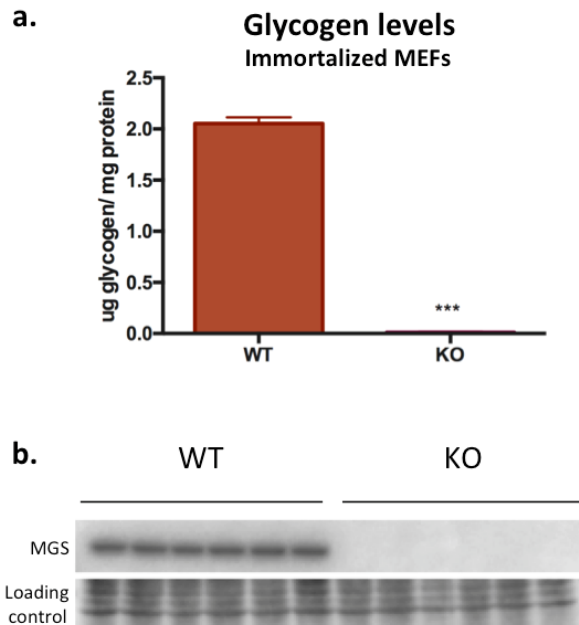 a.
Glycogen levels
Immortalized MEFs
ug glycogen/ mg protein
2.5
2.0
1.5
1.0
0.5
0.0
***
WT
KO
b.
WT
KO
MGS
Loading
control